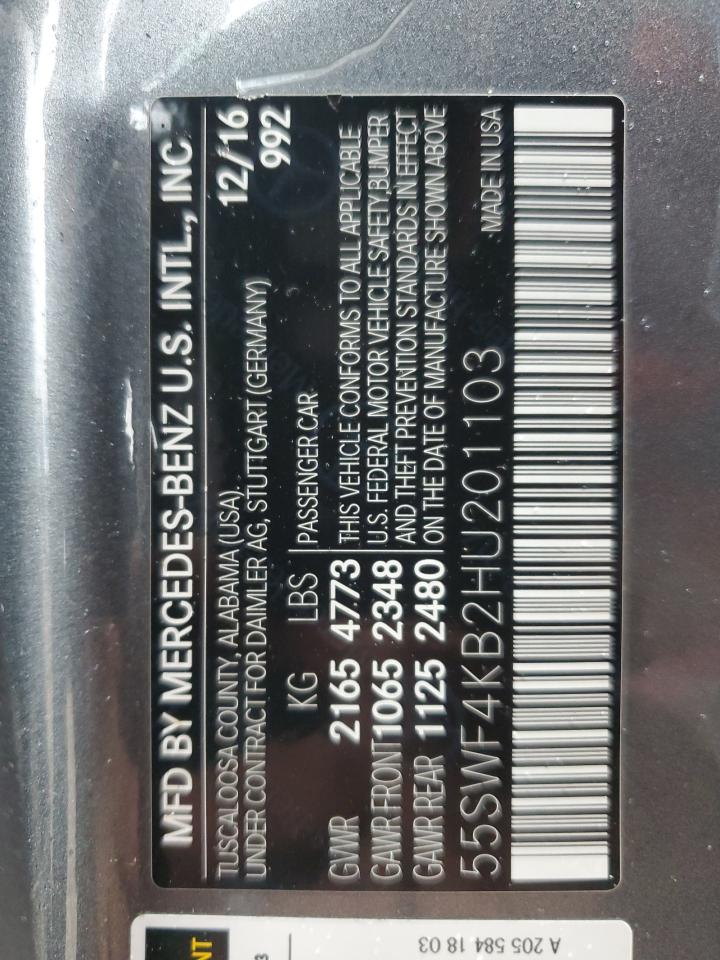 MFD BY MERCEDES-BENZ U.S. INTL., INC
TUSCALOOSA COUNTY, ALABAMA (USA).
UNDER CONTRACT FOR DAIMLER AG, STUTTGART (GERMANY)
12/16
992
KG LBS
GVWR 2165 4773
GAWR FRONT 1065 2348
GAWR REAR 1125 2480
PASSENGER CAR
THIS VEHICLE CONFORMS TO ALL APPLICABLE
U.S. FEDERAL MOTOR VEHICLE SAFETY, BUMPER
AND THEFT PREVENTION STANDARDS IN EFFECT
ON THE DATE OF MANUFACTURE SHOWN ABOVE
55SWF4KB2HU201103
MADE IN USA
A 205 584 18 03